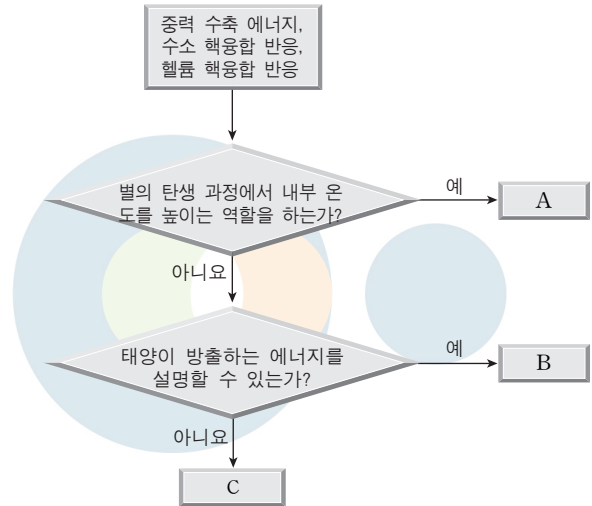 중력 수축 에너지,
수소 핵융합 반응,
헬륨 핵융합 반응
별의 탄생 과정에서 내부 온
도를 높이는 역할을 하는가?
예
A
아니요
태양이 방출하는 에너지를
설명할 수 있는가?
예
B
아니요
C